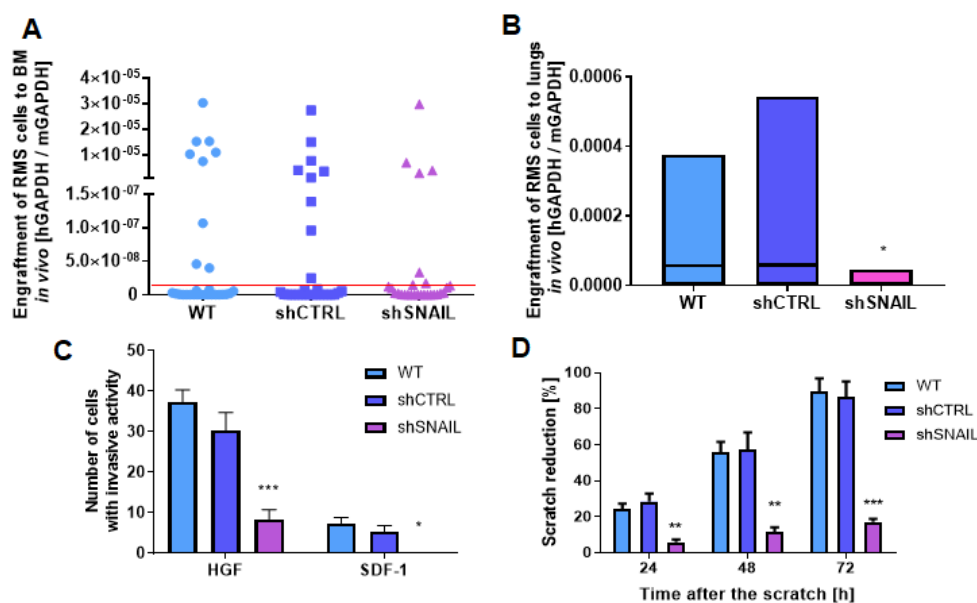 A
Engraftment of RMS cells to BM
in vivo [hGAPDH / mGAPDH]
4×10⁻⁰⁵
3×10⁻⁰⁵
2×10⁻⁰⁵
1×10⁻⁰⁵
1.5×10⁻⁰⁷
5.0×10⁻⁰⁸
0
WT
shCTRL
shSNAIL
B
Engraftment of RMS cells to lungs
in vivo [hGAPDH / mGAPDH]
0.0006
0.0004
0.0002
0.0000
*
WT
shCTRL
shSNAIL
C
Number of cells
with invasive activity
50
40
30
20
10
0
WT
shCTRL
shSNAIL
***
*
HGF
SDF-1
D
Scratch reduction [%]
100
80
60
40
20
0
WT
shCTRL
shSNAIL
**
**
***
24
48
72
Time after the scratch [h]